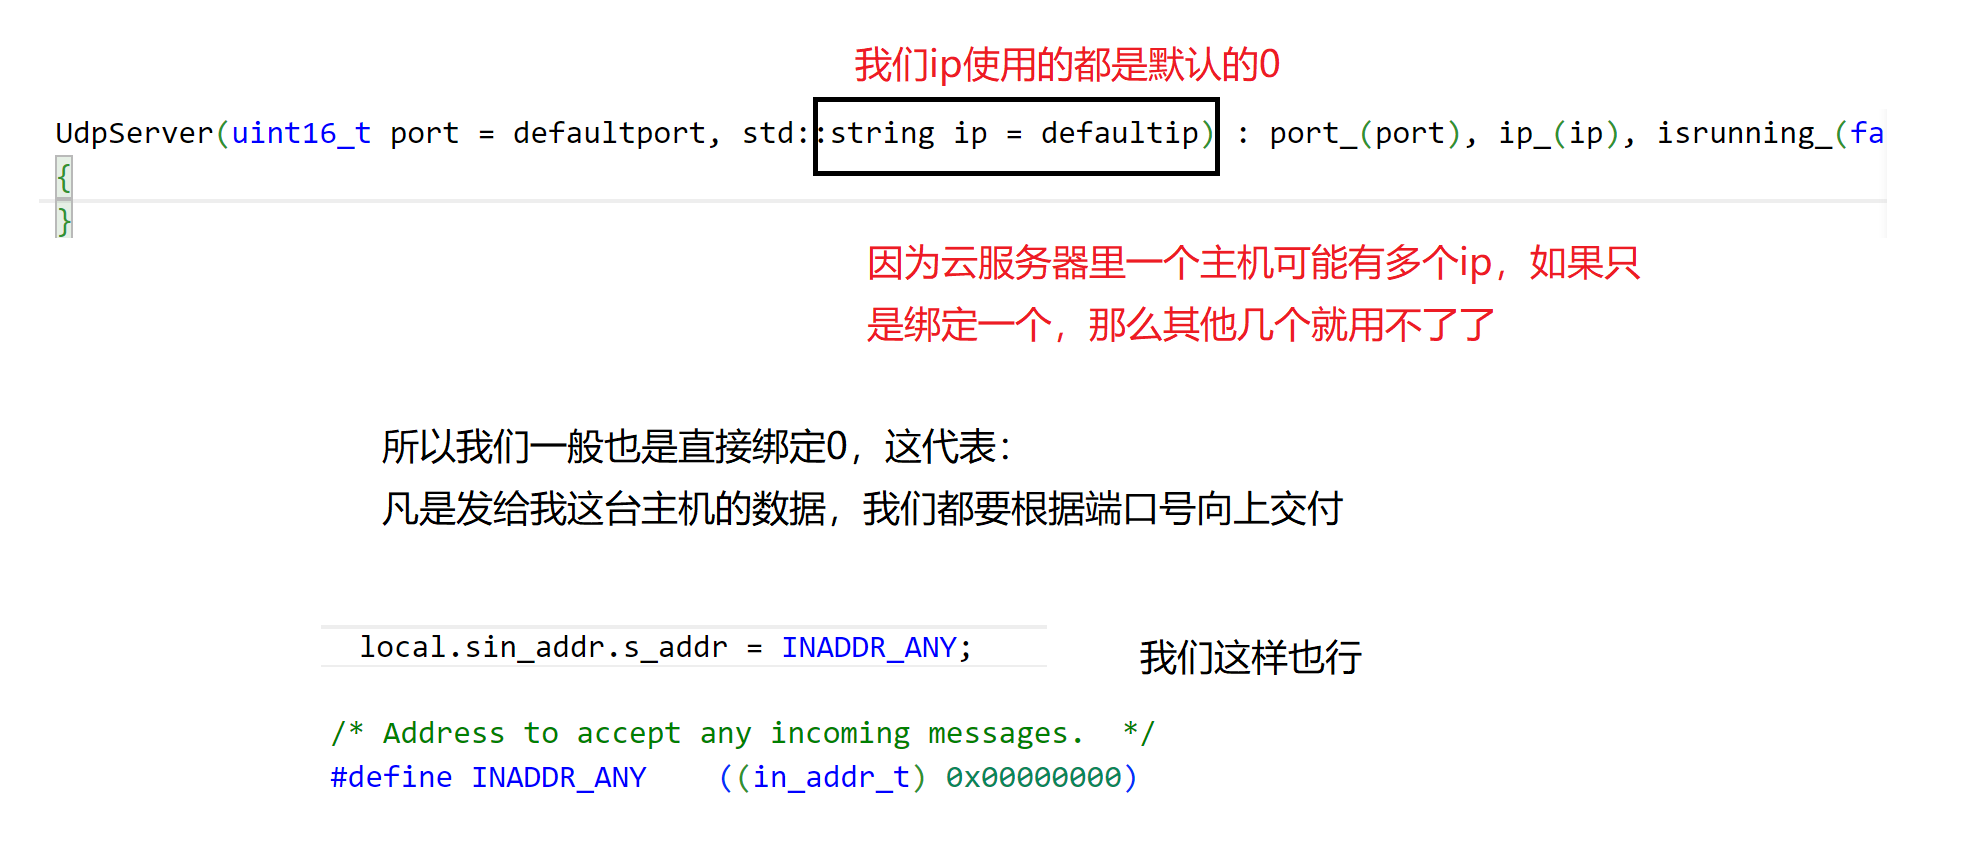 我们ip使用的都是默认的0
UdpServer(uint16_t port = defaultport, std::string ip = defaultip) : port_(port), ip_(ip), isrunning_(fa
{
}
因为云服务器里一个主机可能有多个ip，如果只
是绑定一个，那么其他几个就用不了了
所以我们一般也是直接绑定0，这代表：
凡是发给我这台主机的数据，我们都要根据端口号向上交付
local.sin_addr.s_addr = INADDR_ANY;
我们这样也行
/* Address to accept any incoming messages.  */
#define INADDR_ANY    ((in_addr_t) 0x00000000)